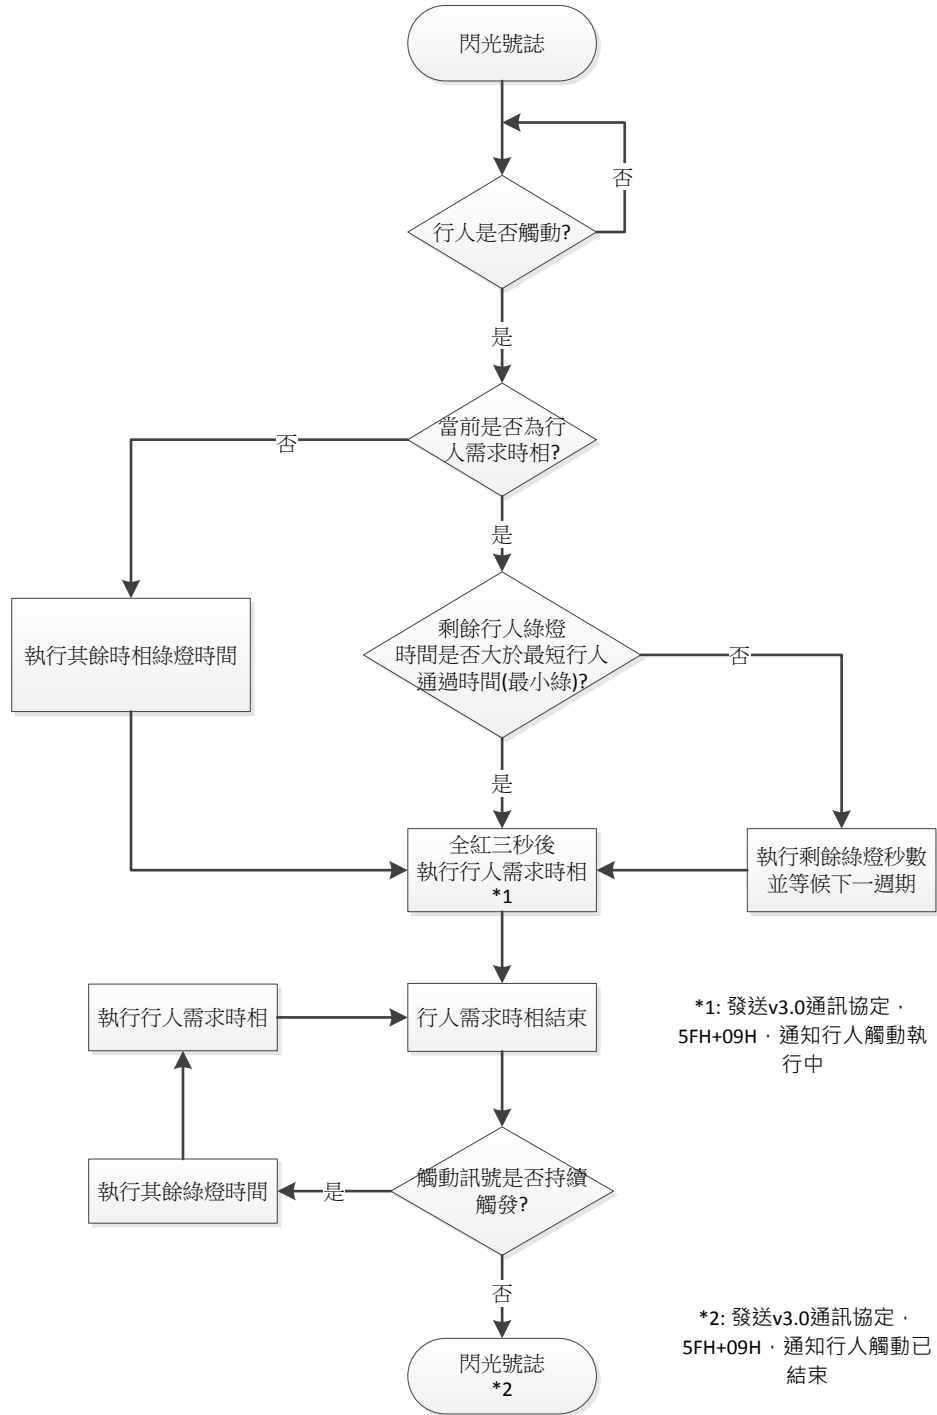 閃光號誌
否
行人是否觸動?
是
當前是否為行
人需求時相?
否
是
剩餘行人綠燈
時間是否大於最短行人
通過時間(最小綠)?
執行其餘時相綠燈時間
否
是
全紅三秒後
執行行人需求時相
*1
執行剩餘綠燈秒數
並等候下一週期
執行行人需求時相
行人需求時相結束
*1: 發送v3.0通訊協定，
5FH+09H，通知行人觸動執
行中
觸動訊號是否持續
觸發?
是
執行其餘綠燈時間
否
閃光號誌
*2
*2: 發送v3.0通訊協定，
5FH+09H，通知行人觸動已
結束